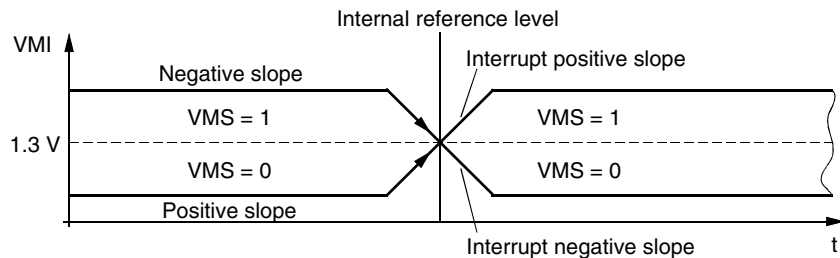 Internal reference level
VMI
Negative slope
Interrupt positive slope
VMS = 1
VMS = 1
1.3 V
VMS = 0
VMS = 0
Positive slope
Interrupt negative slope
t